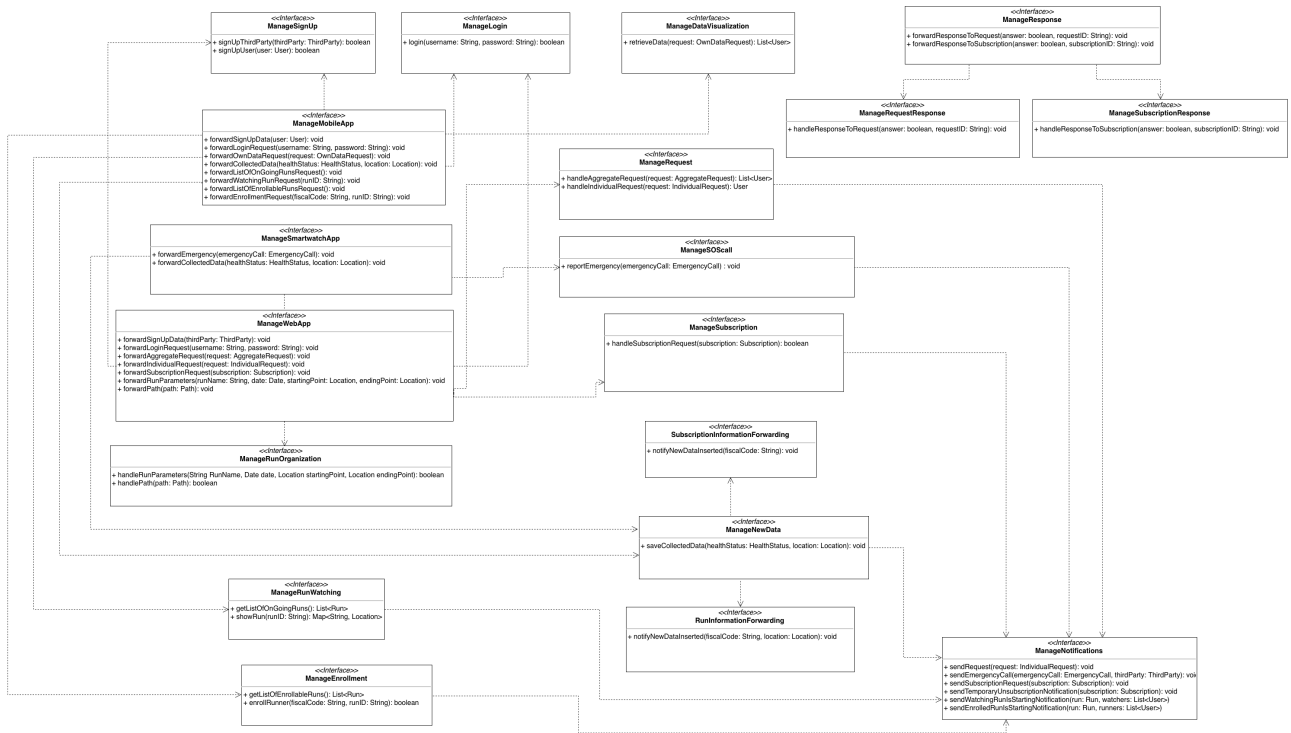 <<Interface>>
ManageSignUp
+ signUpThirdParty(thirdParty: ThirdParty): boolean
+ signUpUser(user: User): boolean
<<Interface>>
ManageLogin
+ login(username: String, password: String): boolean
<<Interface>>
ManageDataVisualization
+ retrieveData(request: OwnDataRequest): List<User>
<<Interface>>
ManageResponse
+ forwardResponseToRequest(answer: boolean, requestID: String): void
+ forwardResponseToSubscription(answer: boolean, subscriptionID: String): void
<<Interface>>
ManageRequestResponse
+ handleResponseToRequest(answer: boolean, requestID: String): void
<<Interface>>
ManageSubscriptionResponse
+ handleResponseToSubscription(answer: boolean, subscriptionID: String): void
<<Interface>>
ManageMobileApp
+ forwardSignUpData(user: User): void
+ forwardLoginRequest(username: String, password: String): void
+ forwardOwnDataRequest(request: OwnDataRequest): void
+ forwardCollectedData(healthStatus: HealthStatus, location: Location): void
+ forwardListOfOnGoingRunsRequest(): void
+ forwardWatchingRunRequest(runID: String): void
+ forwardListOfEnrollableRunsRequest(): void
+ forwardEnrollmentRequest(fiscalCode: String, runID: String): void
<<Interface>>
ManageRequest
+ handleAggregateRequest(request: AggregateRequest): List<User>
+ handleIndividualRequest(request: IndividualRequest): User
<<Interface>>
ManageSmartwatchApp
+ forwardEmergency(emergencyCall: EmergencyCall): void
+ forwardCollectedData(healthStatus: HealthStatus, location: Location): void
<<Interface>>
ManageSOScall
+ reportEmergency(emergencyCall: EmergencyCall) : void
<<Interface>>
ManageWebApp
+ forwardSignUpData(thirdParty: ThirdParty): void
+ forwardLoginRequest(username: String, password: String): void
+ forwardAggregateRequest(request: AggregateRequest): void
+ forwardIndividualRequest(request: IndividualRequest): void
+ forwardSubscriptionRequest(subscription: Subscription): void
+ forwardRunParameters(runName: String, date: Date, startingPoint: Location, endingPoint: Location): void
+ forwardPath(path: Path): void
<<Interface>>
ManageSubscription
+ handleSubscriptionRequest(subscription: Subscription): boolean
<<Interface>>
ManageRunOrganization
+ handleRunParameters(String RunName, Date date, Location startingPoint, Location endingPoint): boolean
+ handlePath(path: Path): boolean
<<Interface>>
SubscriptionInformationForwarding
+ notifyNewDataInserted(fiscalCode: String): void
<<Interface>>
ManageNewData
+ saveCollectedData(healthStatus: HealthStatus, location: Location): void
<<Interface>>
ManageRunWatching
+ getListOfOnGoingRuns(): List<Run>
+ showRun(runID: String): Map<String, Location>
<<Interface>>
RunInformationForwarding
+ notifyNewDataInserted(fiscalCode: String, location: Location): void
<<Interface>>
ManageEnrollment
+ getListOfEnrollableRuns(): List<Run>
+ enrollRunner(fiscalCode: String, runID: String): boolean
<<Interface>>
ManageNotifications
+ sendRequest(request: IndividualRequest): void
+ sendEmergencyCall(emergencyCall: EmergencyCall, thirdParty: ThirdParty): void
+ sendSubscriptionRequest(subscription: Subscription): void
+ sendTemporaryUnsubscriptionNotification(subscription: Subscription): void
+ sendWatchingRunIsStartingNotification(run: Run, watchers: List<User>)
+ sendEnrolledRunIsStartingNotification(run: Run, runners: List<User>)